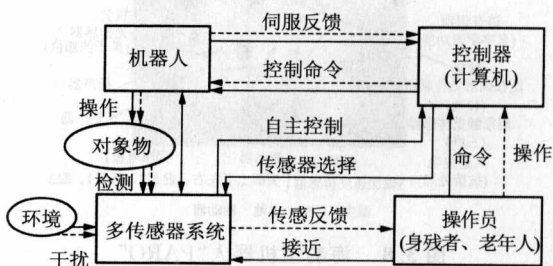 伺服反馈
机器人
控制器
(计算机)
控制命令
操作
自主控制
对象物
传感器选择
命令
操作
检测
环境
多传感器系统
传感反馈
操作员
(身残者、老年人)
接近
干扰